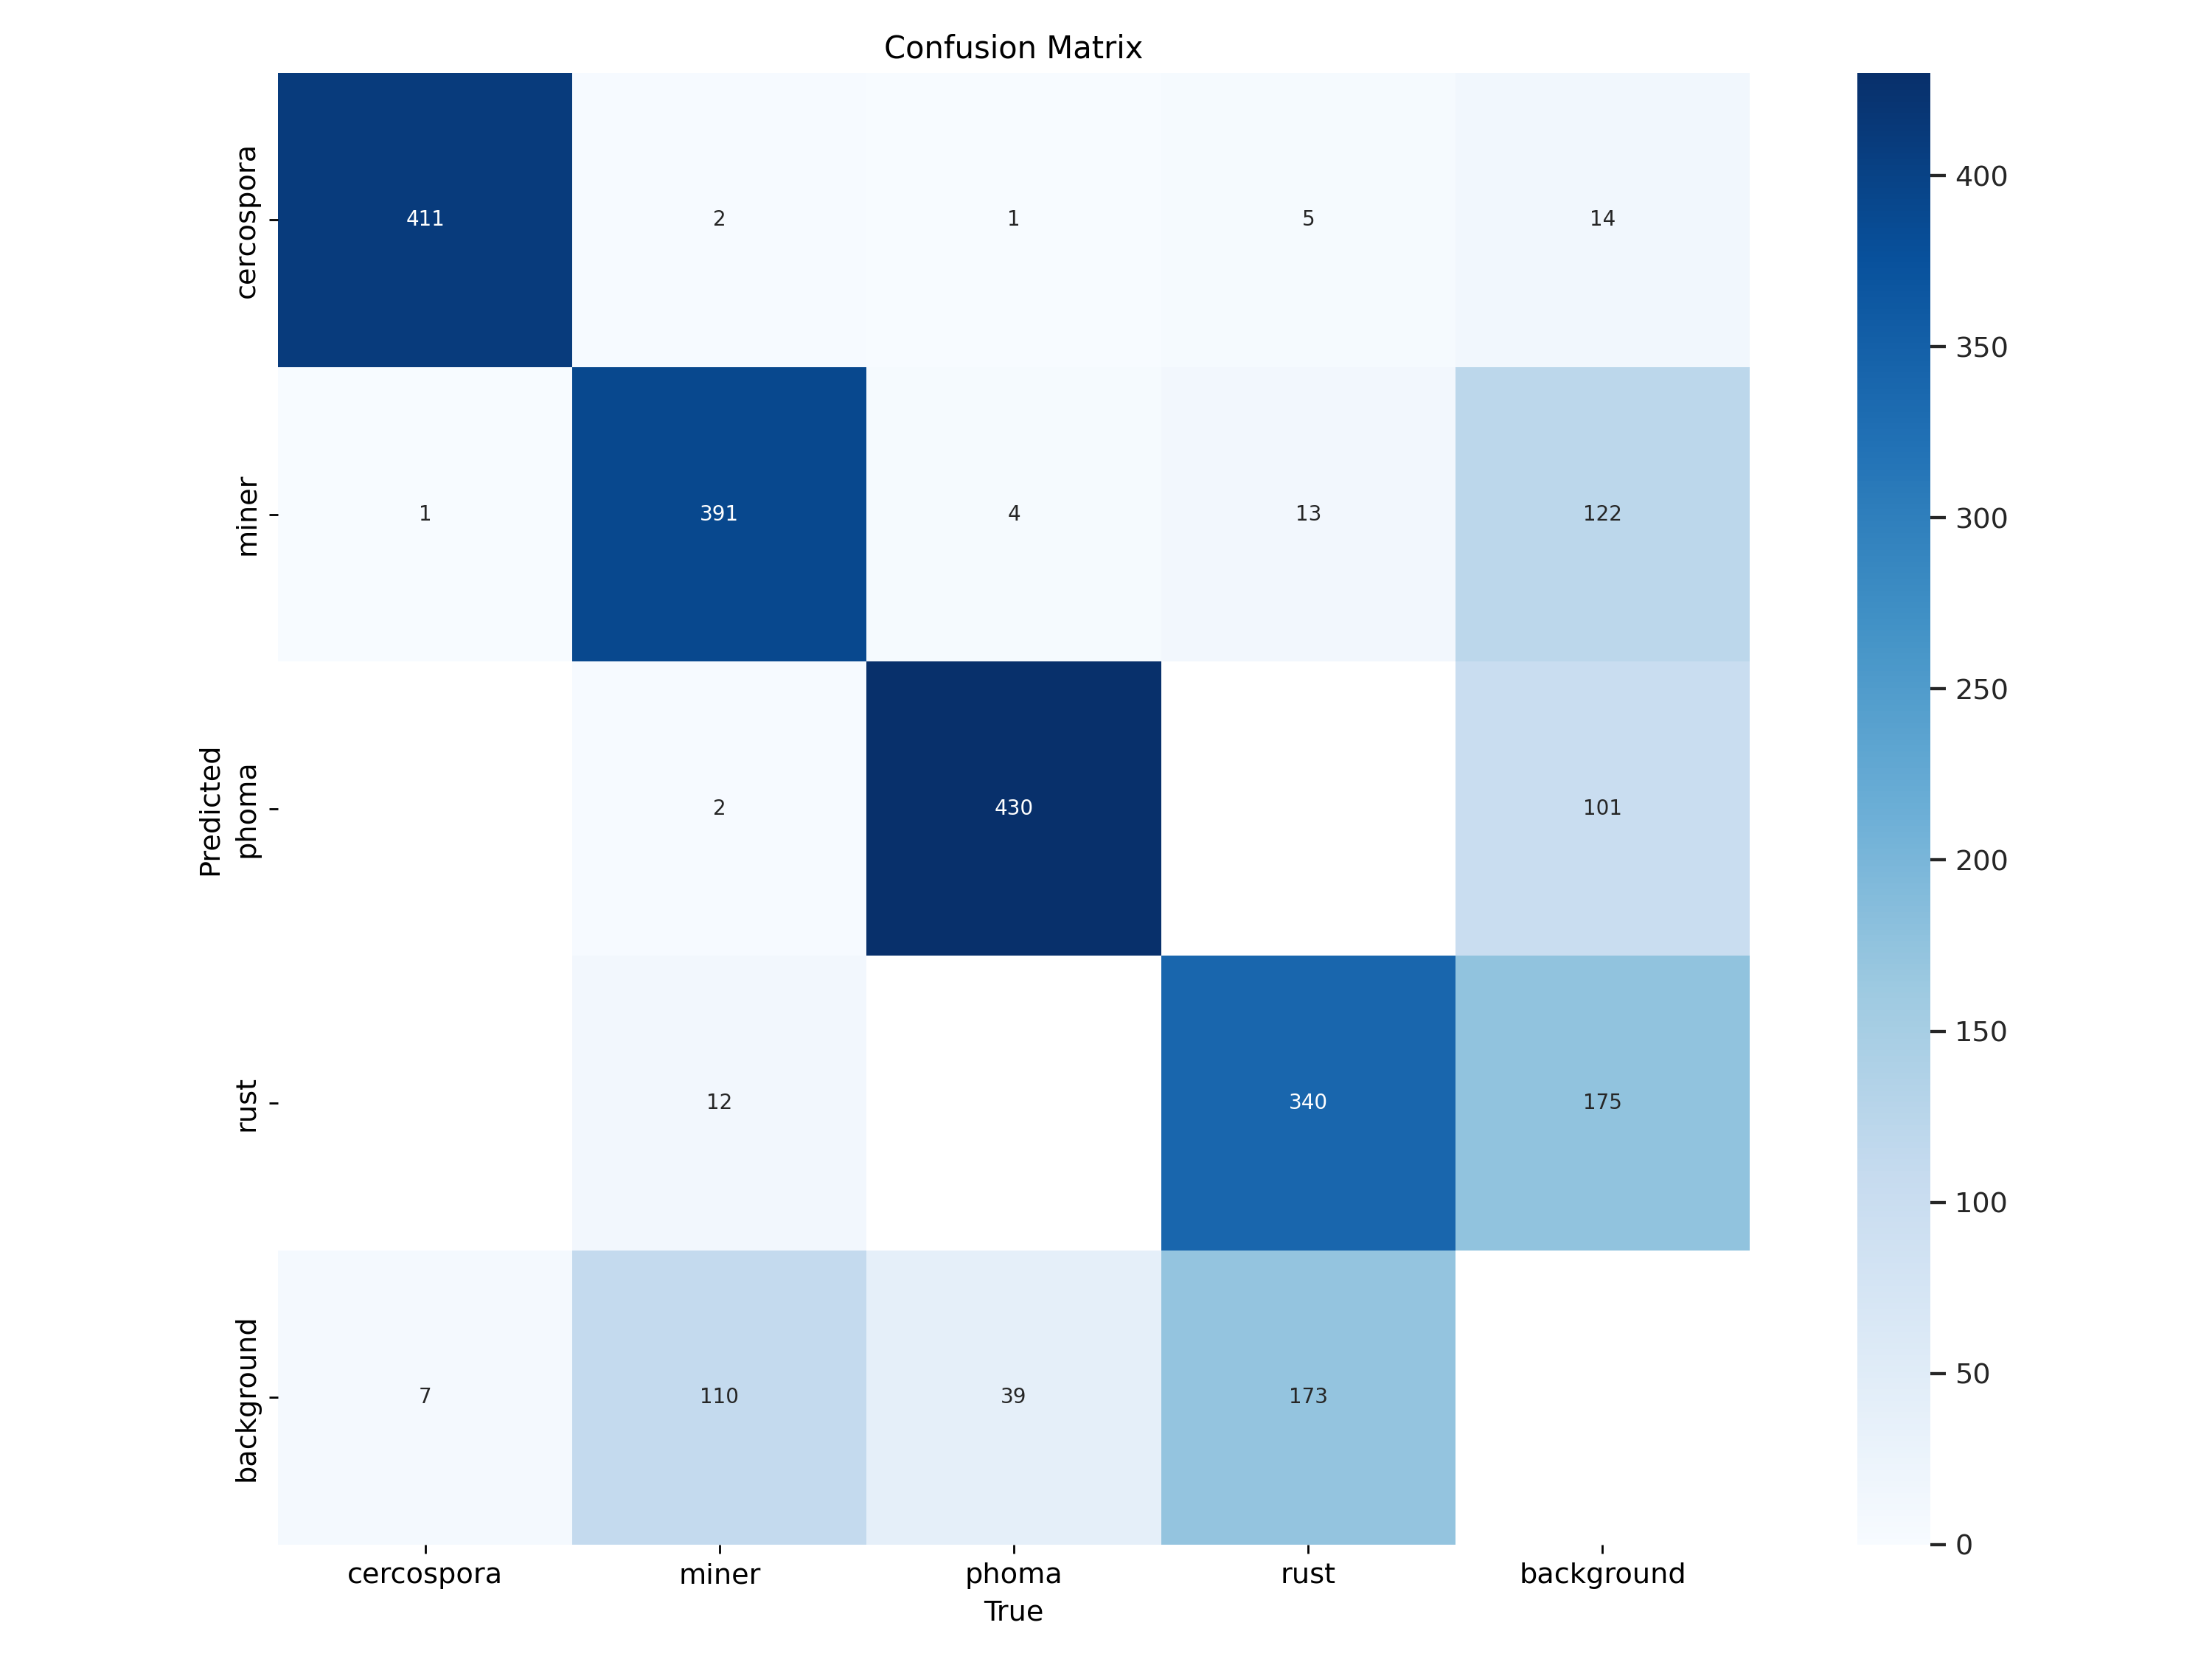 Confusion Matrix
cercospora 411 2 1 5 14
miner 1 391 4 13 122
Predicted
phoma 2 430 101
rust 12 340 175
background 7 110 39 173
cercospora miner phoma rust background
True
400
350
300
250
200
150
100
50
0